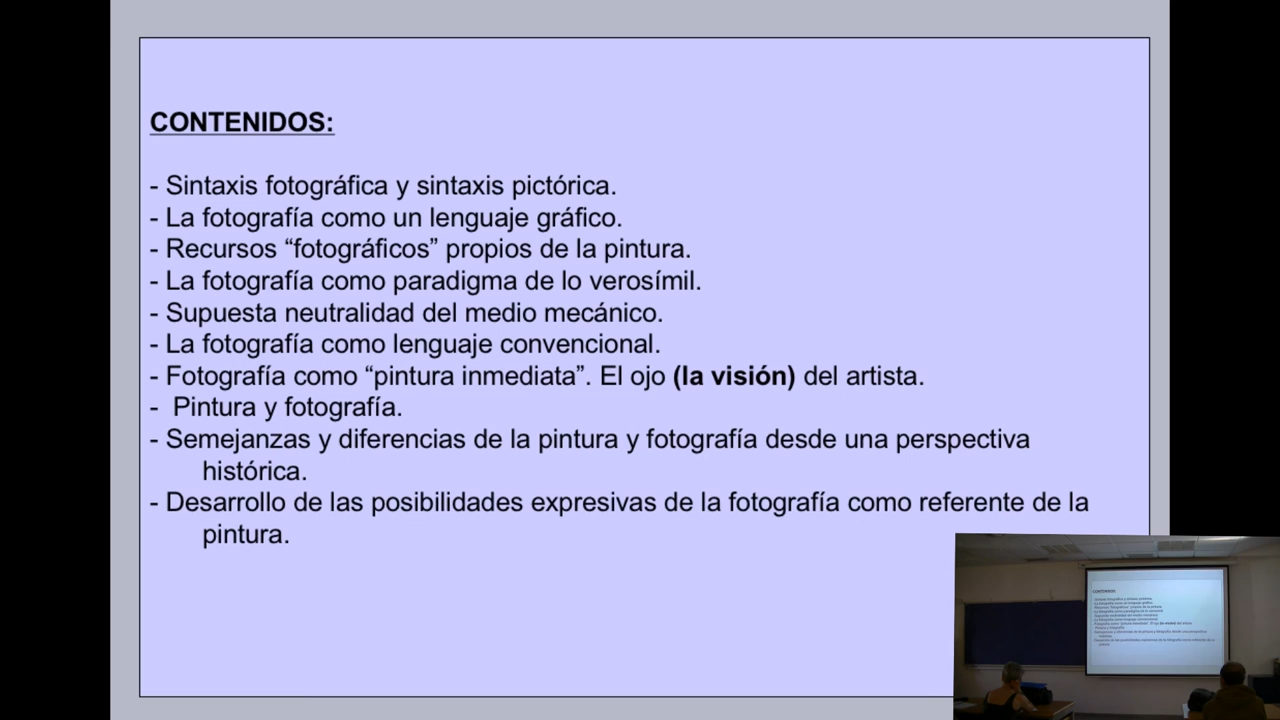 CONTENIDOS:
- Sintaxis fotográfica y sintaxis pictórica.
- La fotografía como un lenguaje gráfico.
- Recursos “fotográficos” propios de la pintura.
- La fotografía como paradigma de lo verosímil.
- Supuesta neutralidad del medio mecánico.
- La fotografía como lenguaje convencional.
- Fotografía como “pintura inmediata”. El ojo (la visión) del artista.
- Pintura y fotografía.
- Semejanzas y diferencias de la pintura y fotografía desde una perspectiva
histórica.
- Desarrollo de las posibilidades expresivas de la fotografía como referente de la
pintura.
CONTENIDOS: